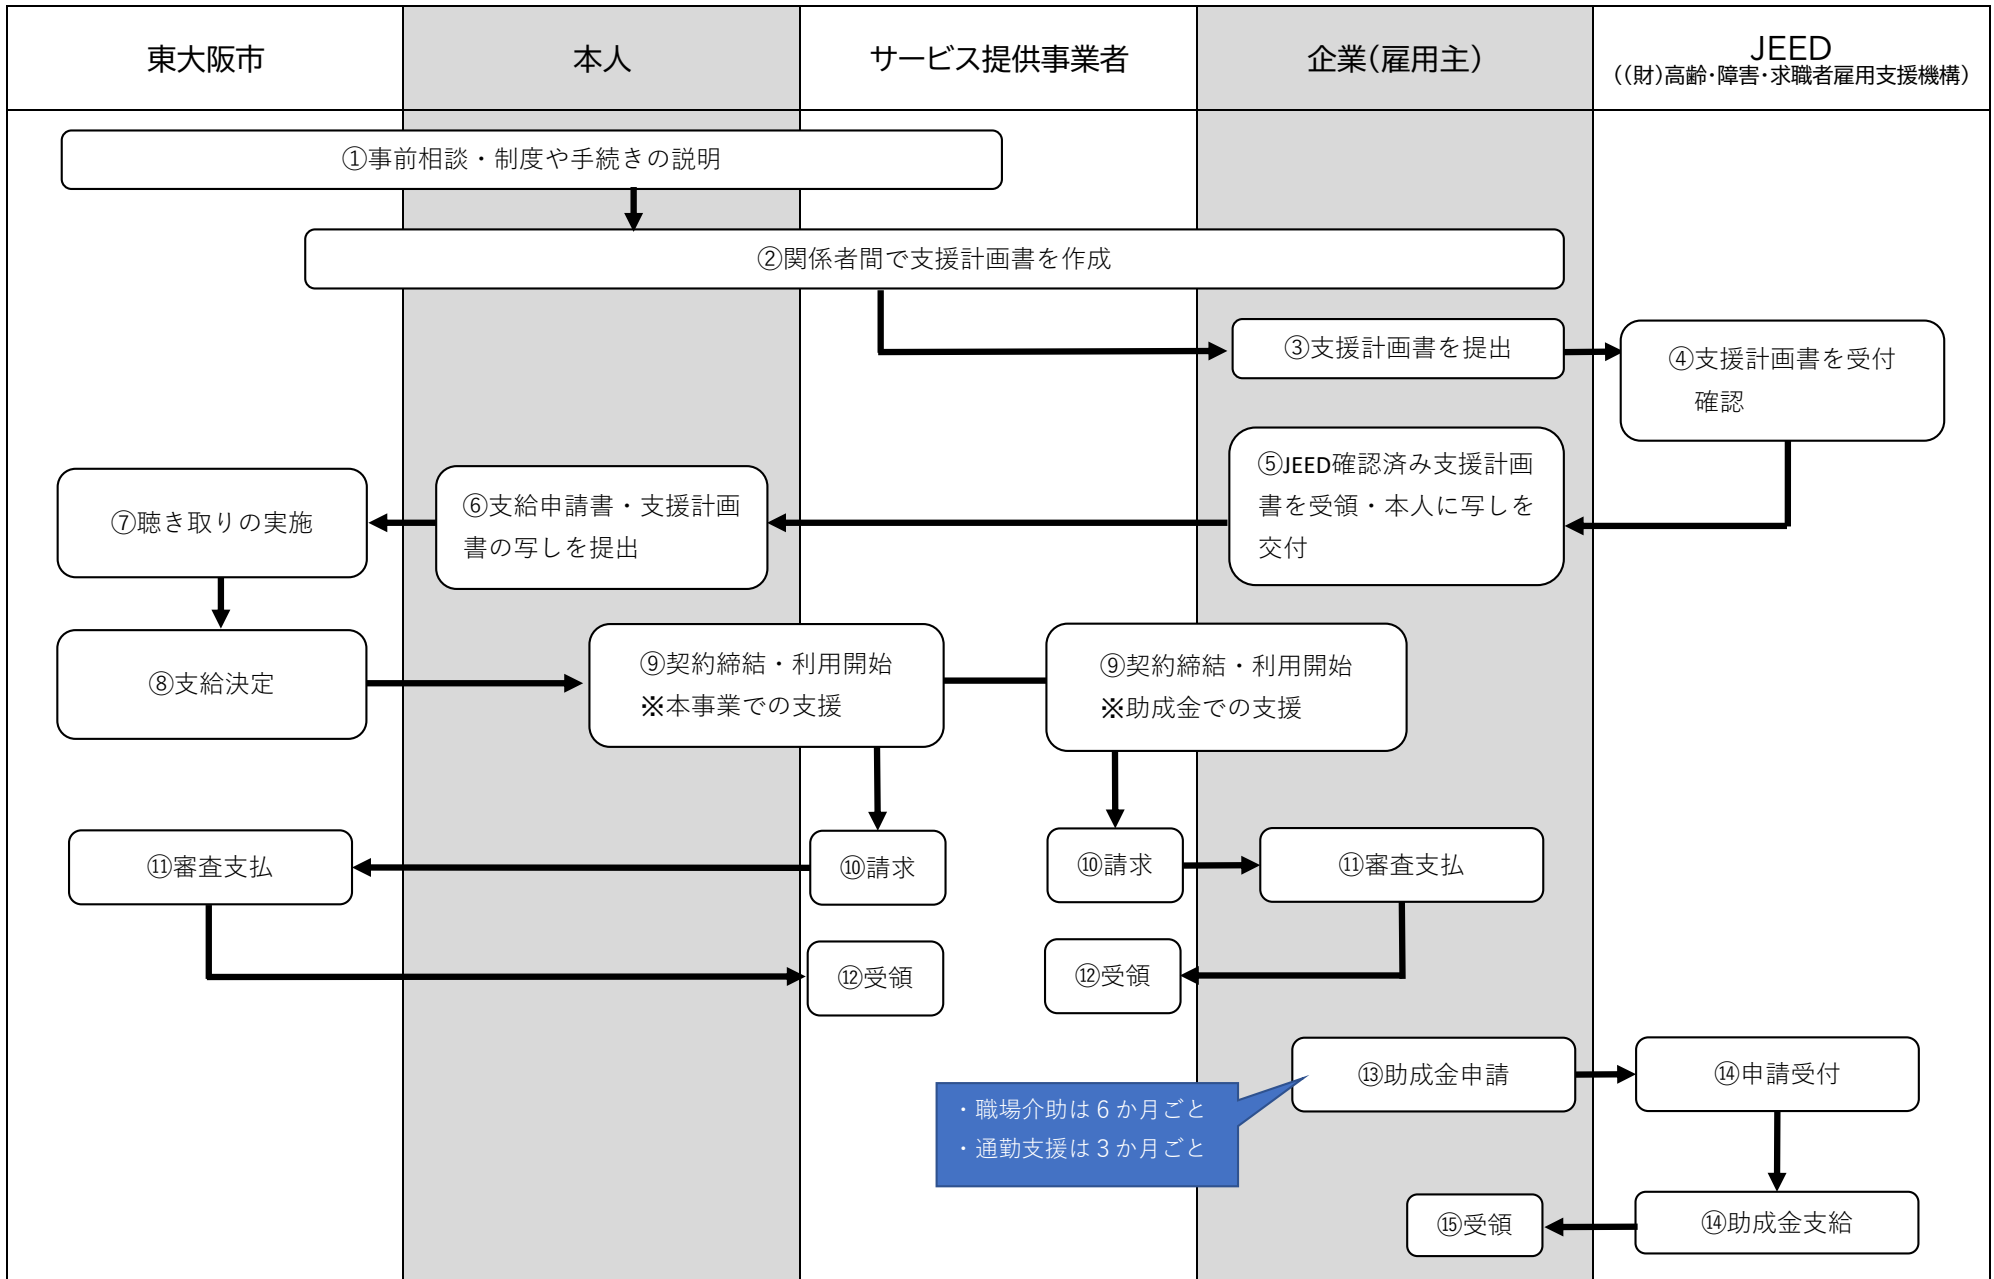 東大阪市
本人
サービス提供事業者
企業(雇用主)
JEED
((財)高齢・障害・求職者雇用支援機構)
①事前相談・制度や手続きの説明
②関係者間で支援計画書を作成
③支援計画書を提出
④支援計画書を受付
確認
⑤JEED確認済み支援計画
書を受領・本人に写しを
交付
⑥支給申請書・支援計画
書の写しを提出
⑦聴き取りの実施
⑧支給決定
⑨契約締結・利用開始
※本事業での支援
⑨契約締結・利用開始
※助成金での支援
⑪審査支払
⑩請求
⑩請求
⑪審査支払
⑫受領
⑫受領
⑬助成金申請
⑭申請受付
・職場介助は６か月ごと
・通勤支援は３か月ごと
⑮受領
⑭助成金支給